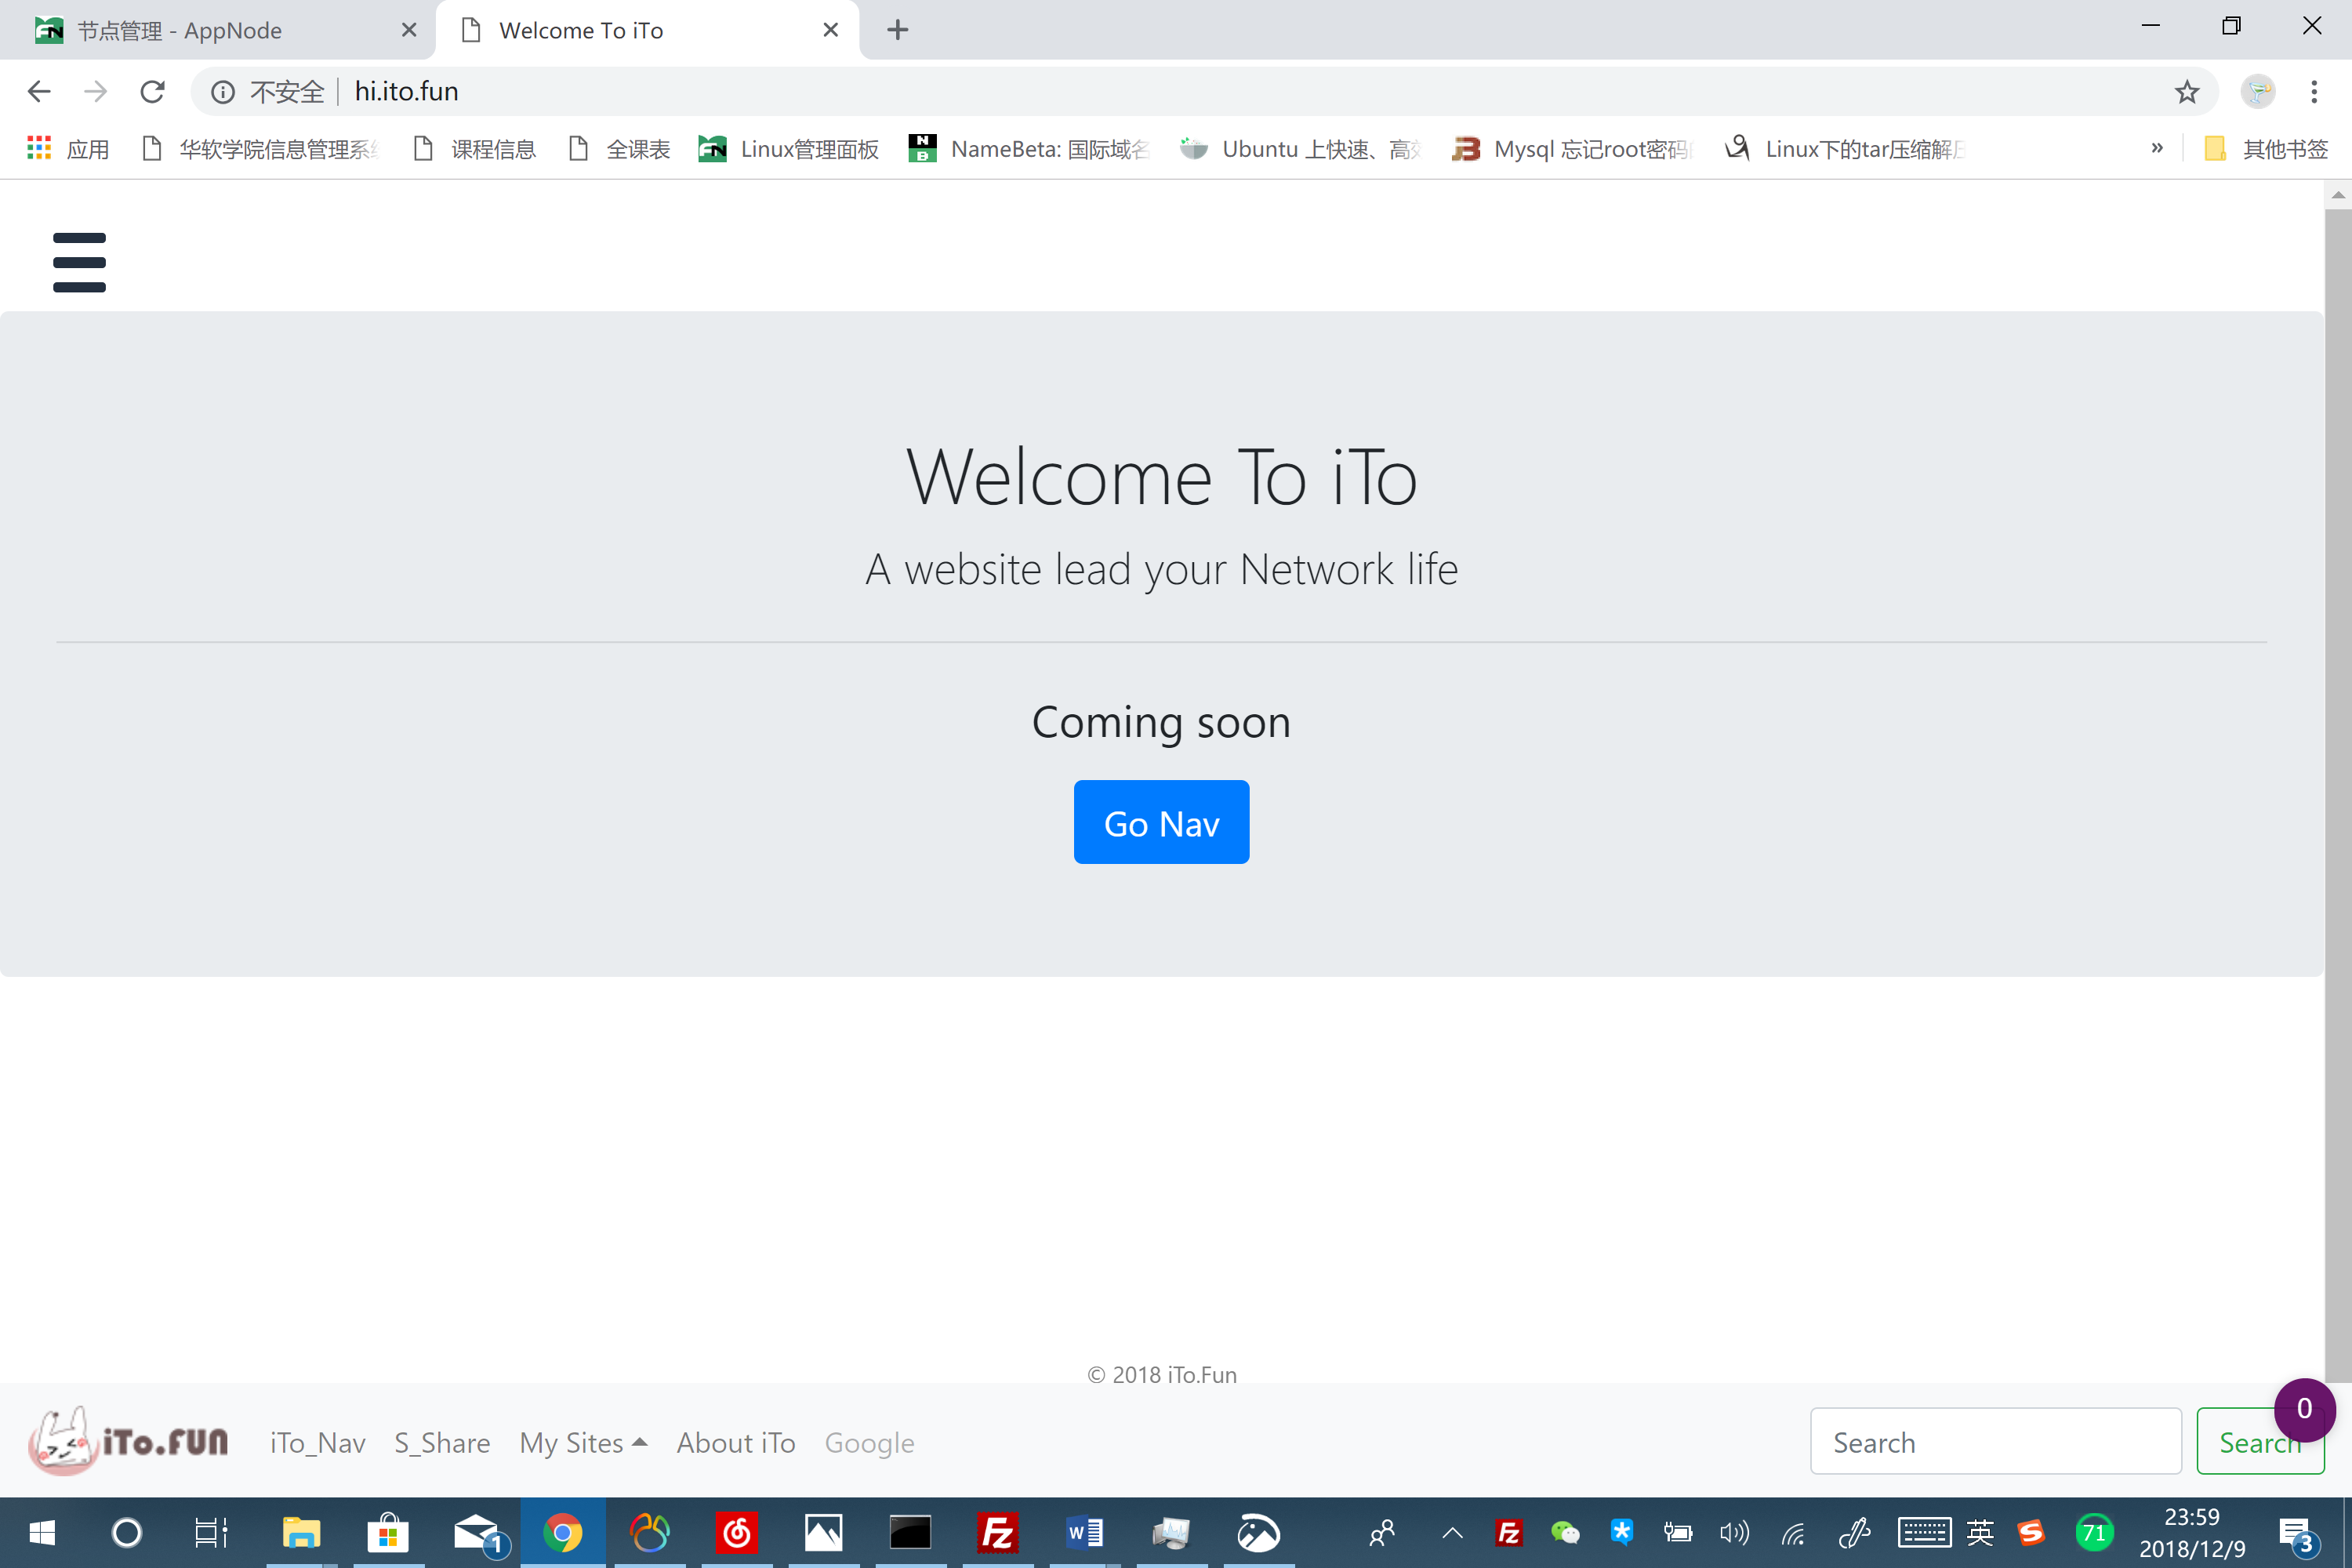 节点管理 - AppNode
Welcome To iTo
不安全
hi.ito.fun
应用
华软学院信息管理系
课程信息
全课表
Linux管理面板
NameBeta: 国际域名
Ubuntu 上快速、高
Mysql 忘记root密码
Linux下的tar压缩解
»
其他书签
Welcome To iTo
A website lead your Network life
Coming soon
Go Nav
© 2018 iTo.Fun
iTo.FUN
iTo_Nav
S_Share
My Sites
About iTo
Google
Search
Search
0
1
英
71
23:59
2018/12/9
3